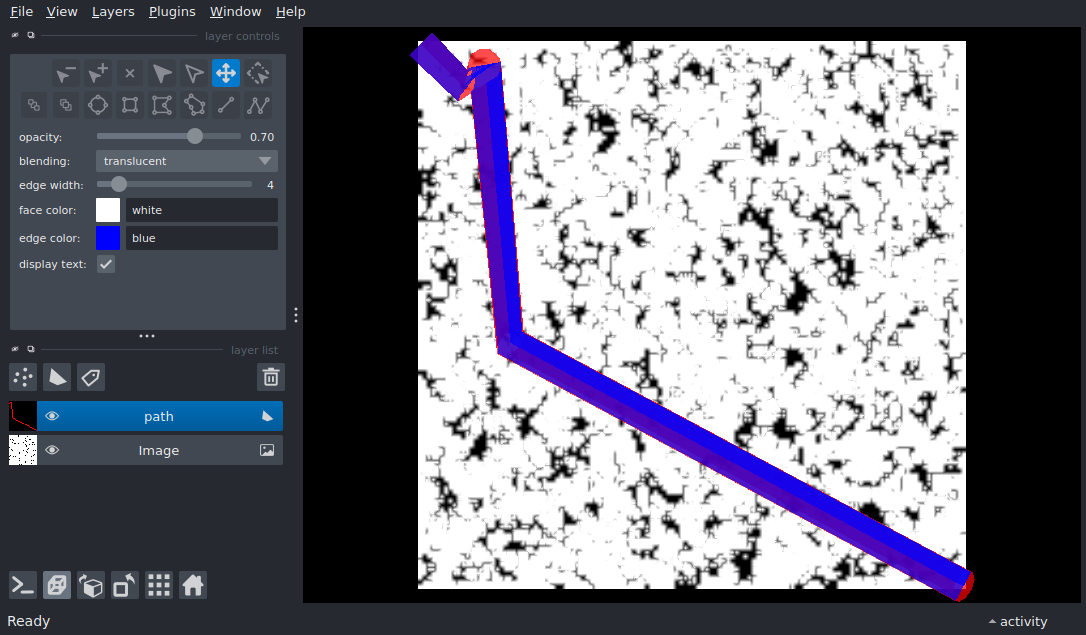 File View Layers Plugins Window Help
layer controls
opacity: 0.70
blending: translucent
edge width: 4
face color: white
edge color: blue
display text:
layer list
path
Image
Ready activity